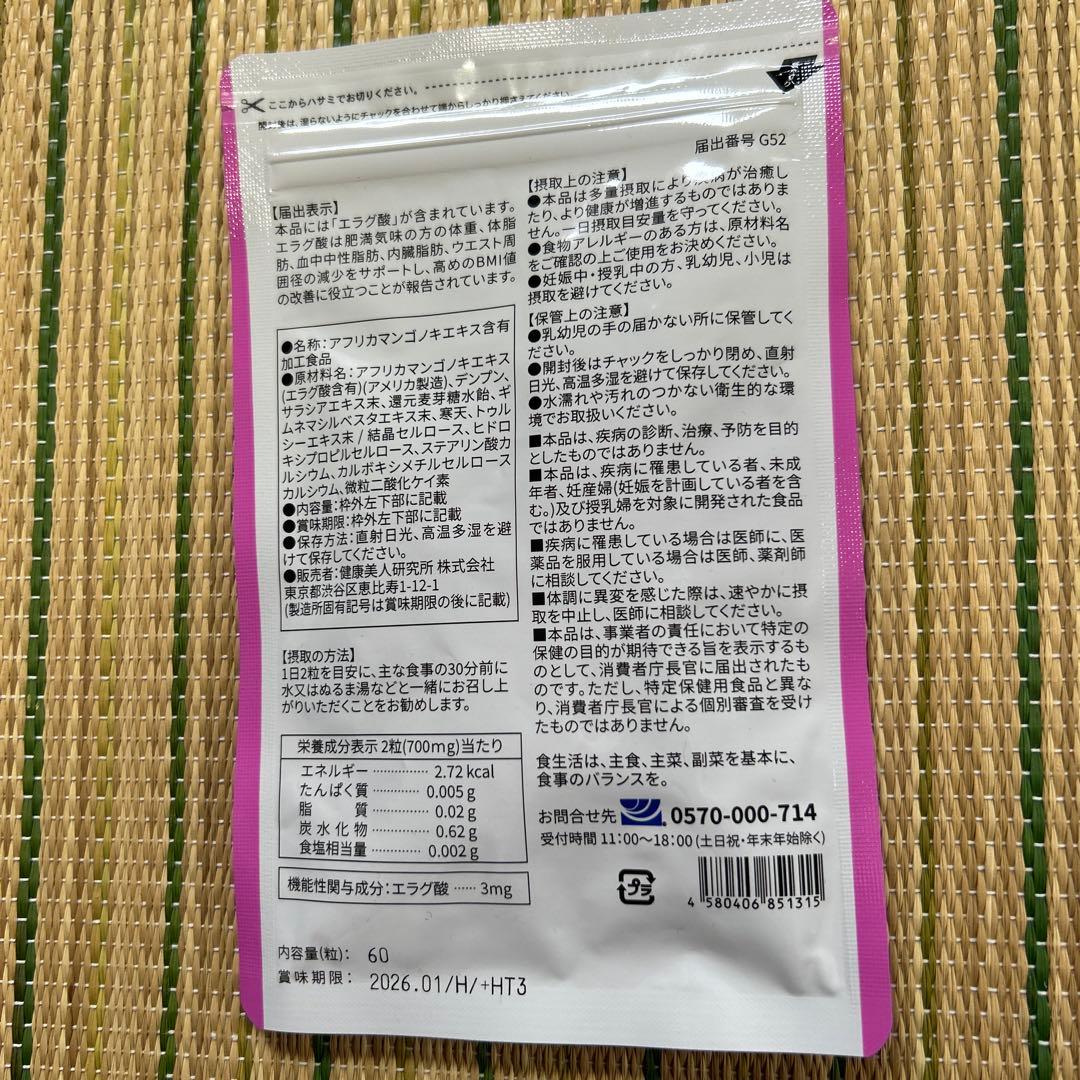 ここからハサミでお切りください。
開封後は、湿らないようにチャックを合わせて端からしっかり押さえてください。
届出番号 G52
【届出表示】
本品には「エラグ酸」が含まれています。
エラグ酸は肥満気味の方の体重、体脂
肪、血中中性脂肪、内臓脂肪、ウエスト周
囲径の減少をサポートし、高めのBMI値
の改善に役立つことが報告されています。
●名称：アフリカマンゴノキエキス含有
加工食品
●原材料名：アフリカマンゴノキエキス
(エラグ酸含有)(アメリカ製造)、デンプン、
サラシアエキス末、還元麦芽糖水飴、ギ
ムネマシルベスタエキス末、寒天、トゥル
シーエキス末 / 結晶セルロース、ヒドロ
キシプロピルセルロース、ステアリン酸カ
ルシウム、カルボキシメチルセルロース
カルシウム、微粒二酸化ケイ素
●内容量：枠外左下部に記載
●賞味期限：枠外左下部に記載
●保存方法：直射日光、高温多湿を避
けて保存してください。
●販売者：健康美人研究所 株式会社
東京都渋谷区恵比寿1-12-1
(製造所固有記号は賞味期限の後に記載)
【摂取の方法】
1日2粒を目安に、主な食事の30分前に
水又はぬるま湯などと一緒にお召し上
がりいただくことをお勧めします。
栄養成分表示 2粒(700mg)当たり
エネルギー ………… 2.72 kcal
たんぱく質 ………… 0.005 g
脂　　質 ………… 0.02 g
炭水化物 ………… 0.62 g
食塩相当量 ………… 0.002 g
機能性関与成分：エラグ酸 …… 3mg
内容量(粒)： 60
賞味期限： 2026.01/H/+HT3
【摂取上の注意】
●本品は多量摂取により疾病が治癒し
たり、より健康が増進するものではありま
せん。一日摂取目安量を守ってください。
●食物アレルギーのある方は、原材料名
をご確認の上ご使用をお決めください。
●妊娠中・授乳中の方、乳幼児、小児は
摂取を避けてください。
【保管上の注意】
●乳幼児の手の届かない所に保管してく
ださい。
●開封後はチャックをしっかり閉め、直射
日光、高温多湿を避けて保存してください。
●水濡れや汚れのつかない衛生的な環
境でお取扱いください。
■本品は、疾病の診断、治療、予防を目的
としたものではありません。
■本品は、疾病に罹患している者、未成
年者、妊産婦(妊娠を計画している者を含
む。)及び授乳婦を対象に開発された食品
ではありません。
■疾病に罹患している場合は医師に、医
薬品を服用している場合は医師、薬剤師
に相談してください。
■体調に異変を感じた際は、速やかに摂
取を中止し、医師に相談してください。
■本品は、事業者の責任において特定の
保健の目的が期待できる旨を表示するも
のとして、消費者庁長官に届出されたも
のです。ただし、特定保健用食品と異な
り、消費者庁長官による個別審査を受け
たものではありません。
食生活は、主食、主菜、副菜を基本に、
食事のバランスを。
お問合せ先 0570-000-714
受付時間 11:00〜18:00 (土日祝・年末年始除く)
プラ
4 580406 851315